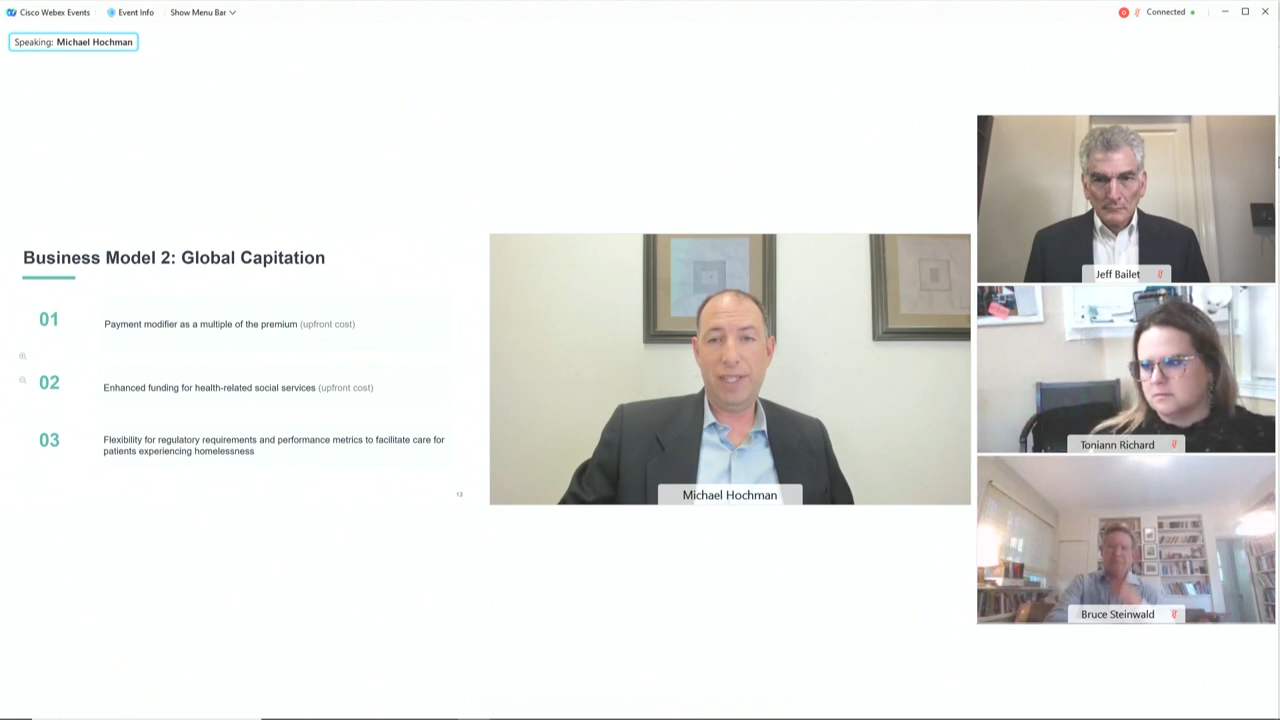 Cisco Webex Events
Event Info
Show Menu Bar
Connected
Speaking: Michael Hochman
Business Model 2: Global Capitation
01
Payment modifier as a multiple of the premium (upfront cost)
02
Enhanced funding for health-related social services (upfront cost)
03
Flexibility for regulatory requirements and performance metrics to facilitate care for
patients experiencing homelessness
13
Michael Hochman
Jeff Bailet
Toniann Richard
Bruce Steinwald